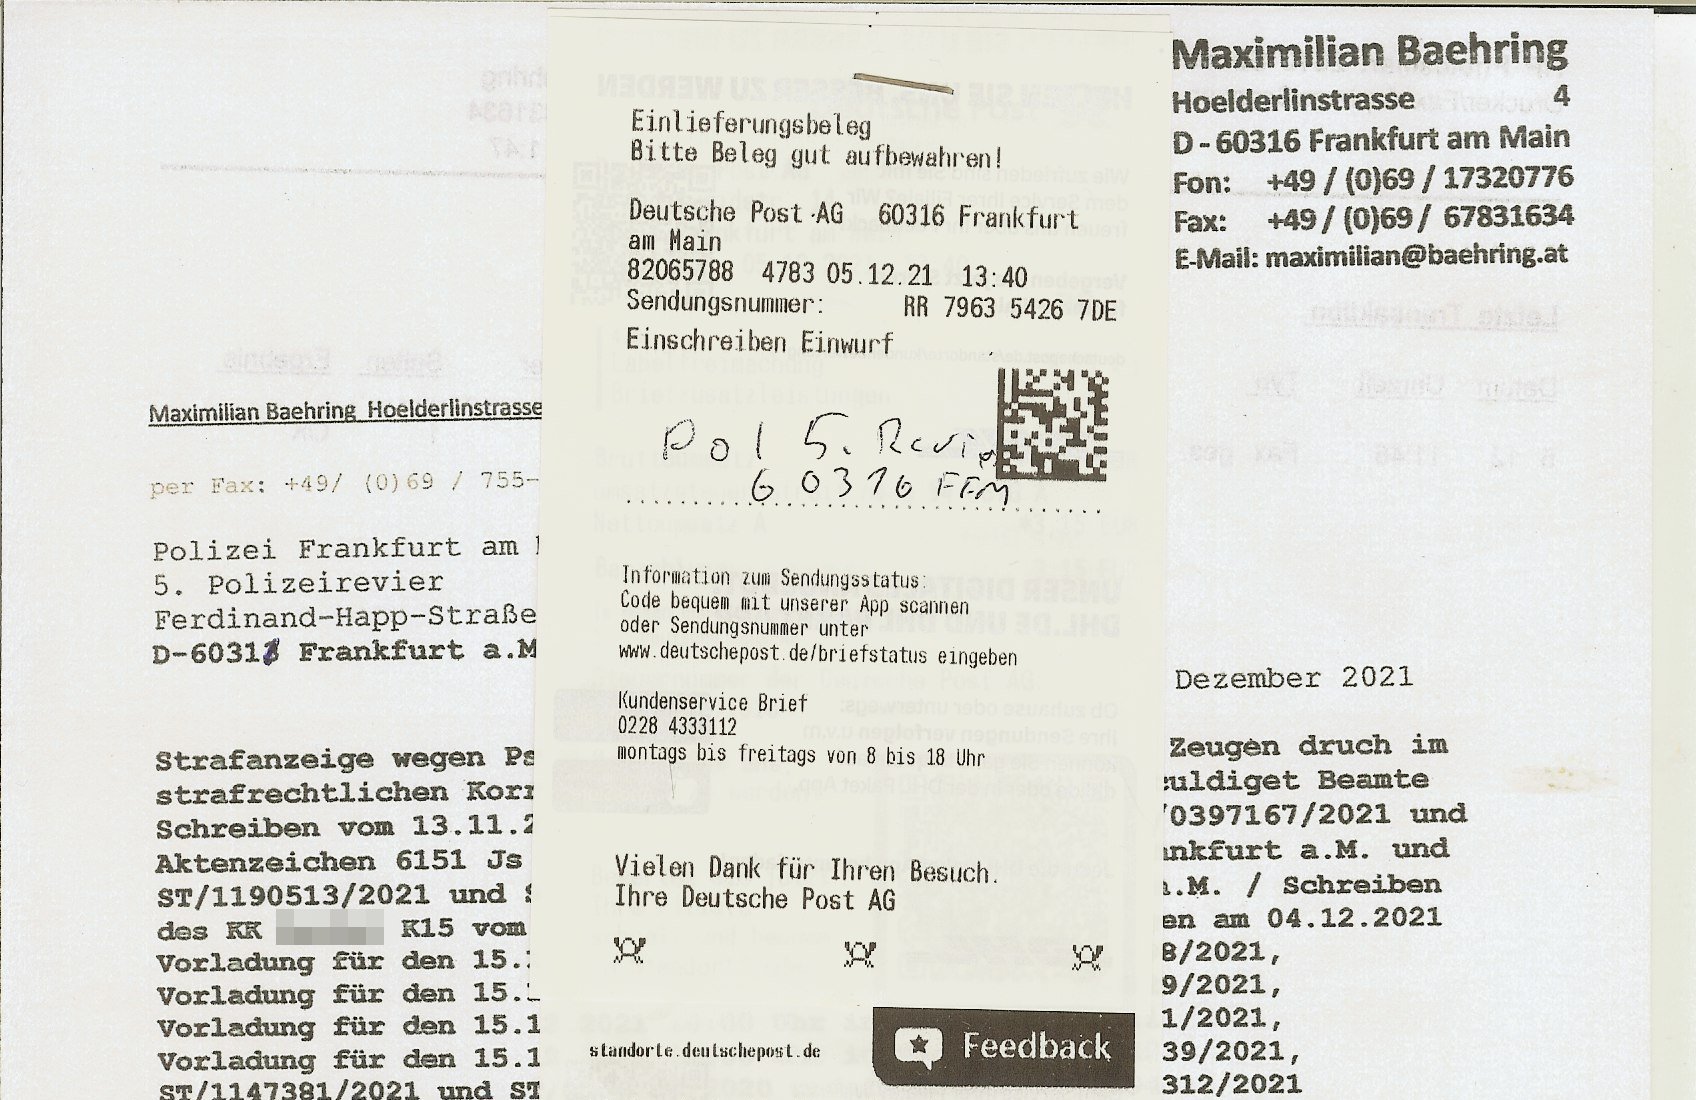 Maximilian Baehring
Hoelderlinstrasse 4
D - 60316 Frankfurt am Main
Fon: +49 / (0)69 / 17320776
Fax: +49 / (0)69 / 67831634
E-Mail: maximilian@baehring.at
Einlieferungsbeleg
Bitte Beleg gut aufbewahren!
Deutsche Post AG 60316 Frankfurt
am Main
82065788 4783 05.12.21 13:40
Sendungsnummer: RR 7963 5426 7DE
Einschreiben Einwurf
Pol 5. Revier
60316 FFM
Information zum Sendungsstatus:
Code bequem mit unserer App scannen
oder Sendungsnummer unter
www.deutschepost.de/briefstatus eingeben
Kundenservice Brief
0228 4333112
montags bis freitags von 8 bis 18 Uhr
Vielen Dank für Ihren Besuch.
Ihre Deutsche Post AG
standorte.deutschepost.de
Feedback
Maximilian Baehring Hoelderlinstrasse
per Fax: +49/ (0)69 / 755-
Polizei Frankfurt am
5. Polizeirevier
Ferdinand-Happ-Straße
Frankfurt a.M
Dezember 2021
Strafanzeige wegen Zeugen druch im
strafrechtlichen Beamte
Schreiben vom 13.11. /0397167/2021 und
Aktenzeichen 6151 Js a.M. und
ST/1190513/2021 und / Schreiben
des KK K15 vom am 04.12.2021
Vorladung für den 15. 8/2021,
Vorladung für den 15. 9/2021,
Vorladung für den 15.1 1/2021,
Vorladung für den 15.1 39/2021,
ST/1147381/2021 und ST 312/2021